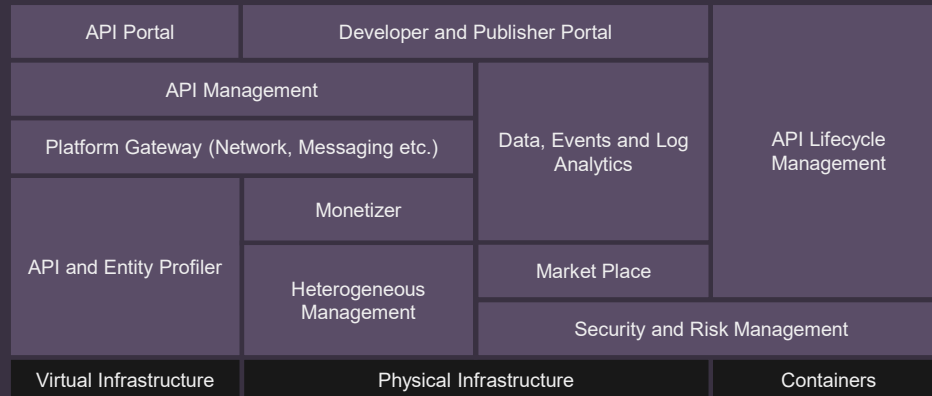 API Portal
Developer and Publisher Portal
API Management
Platform Gateway (Network, Messaging etc.)
Data, Events and Log
Analytics
API Lifecycle
Management
Monetizer
API and Entity Profiler
Heterogeneous
Management
Market Place
Security and Risk Management
Virtual Infrastructure
Physical Infrastructure
Containers